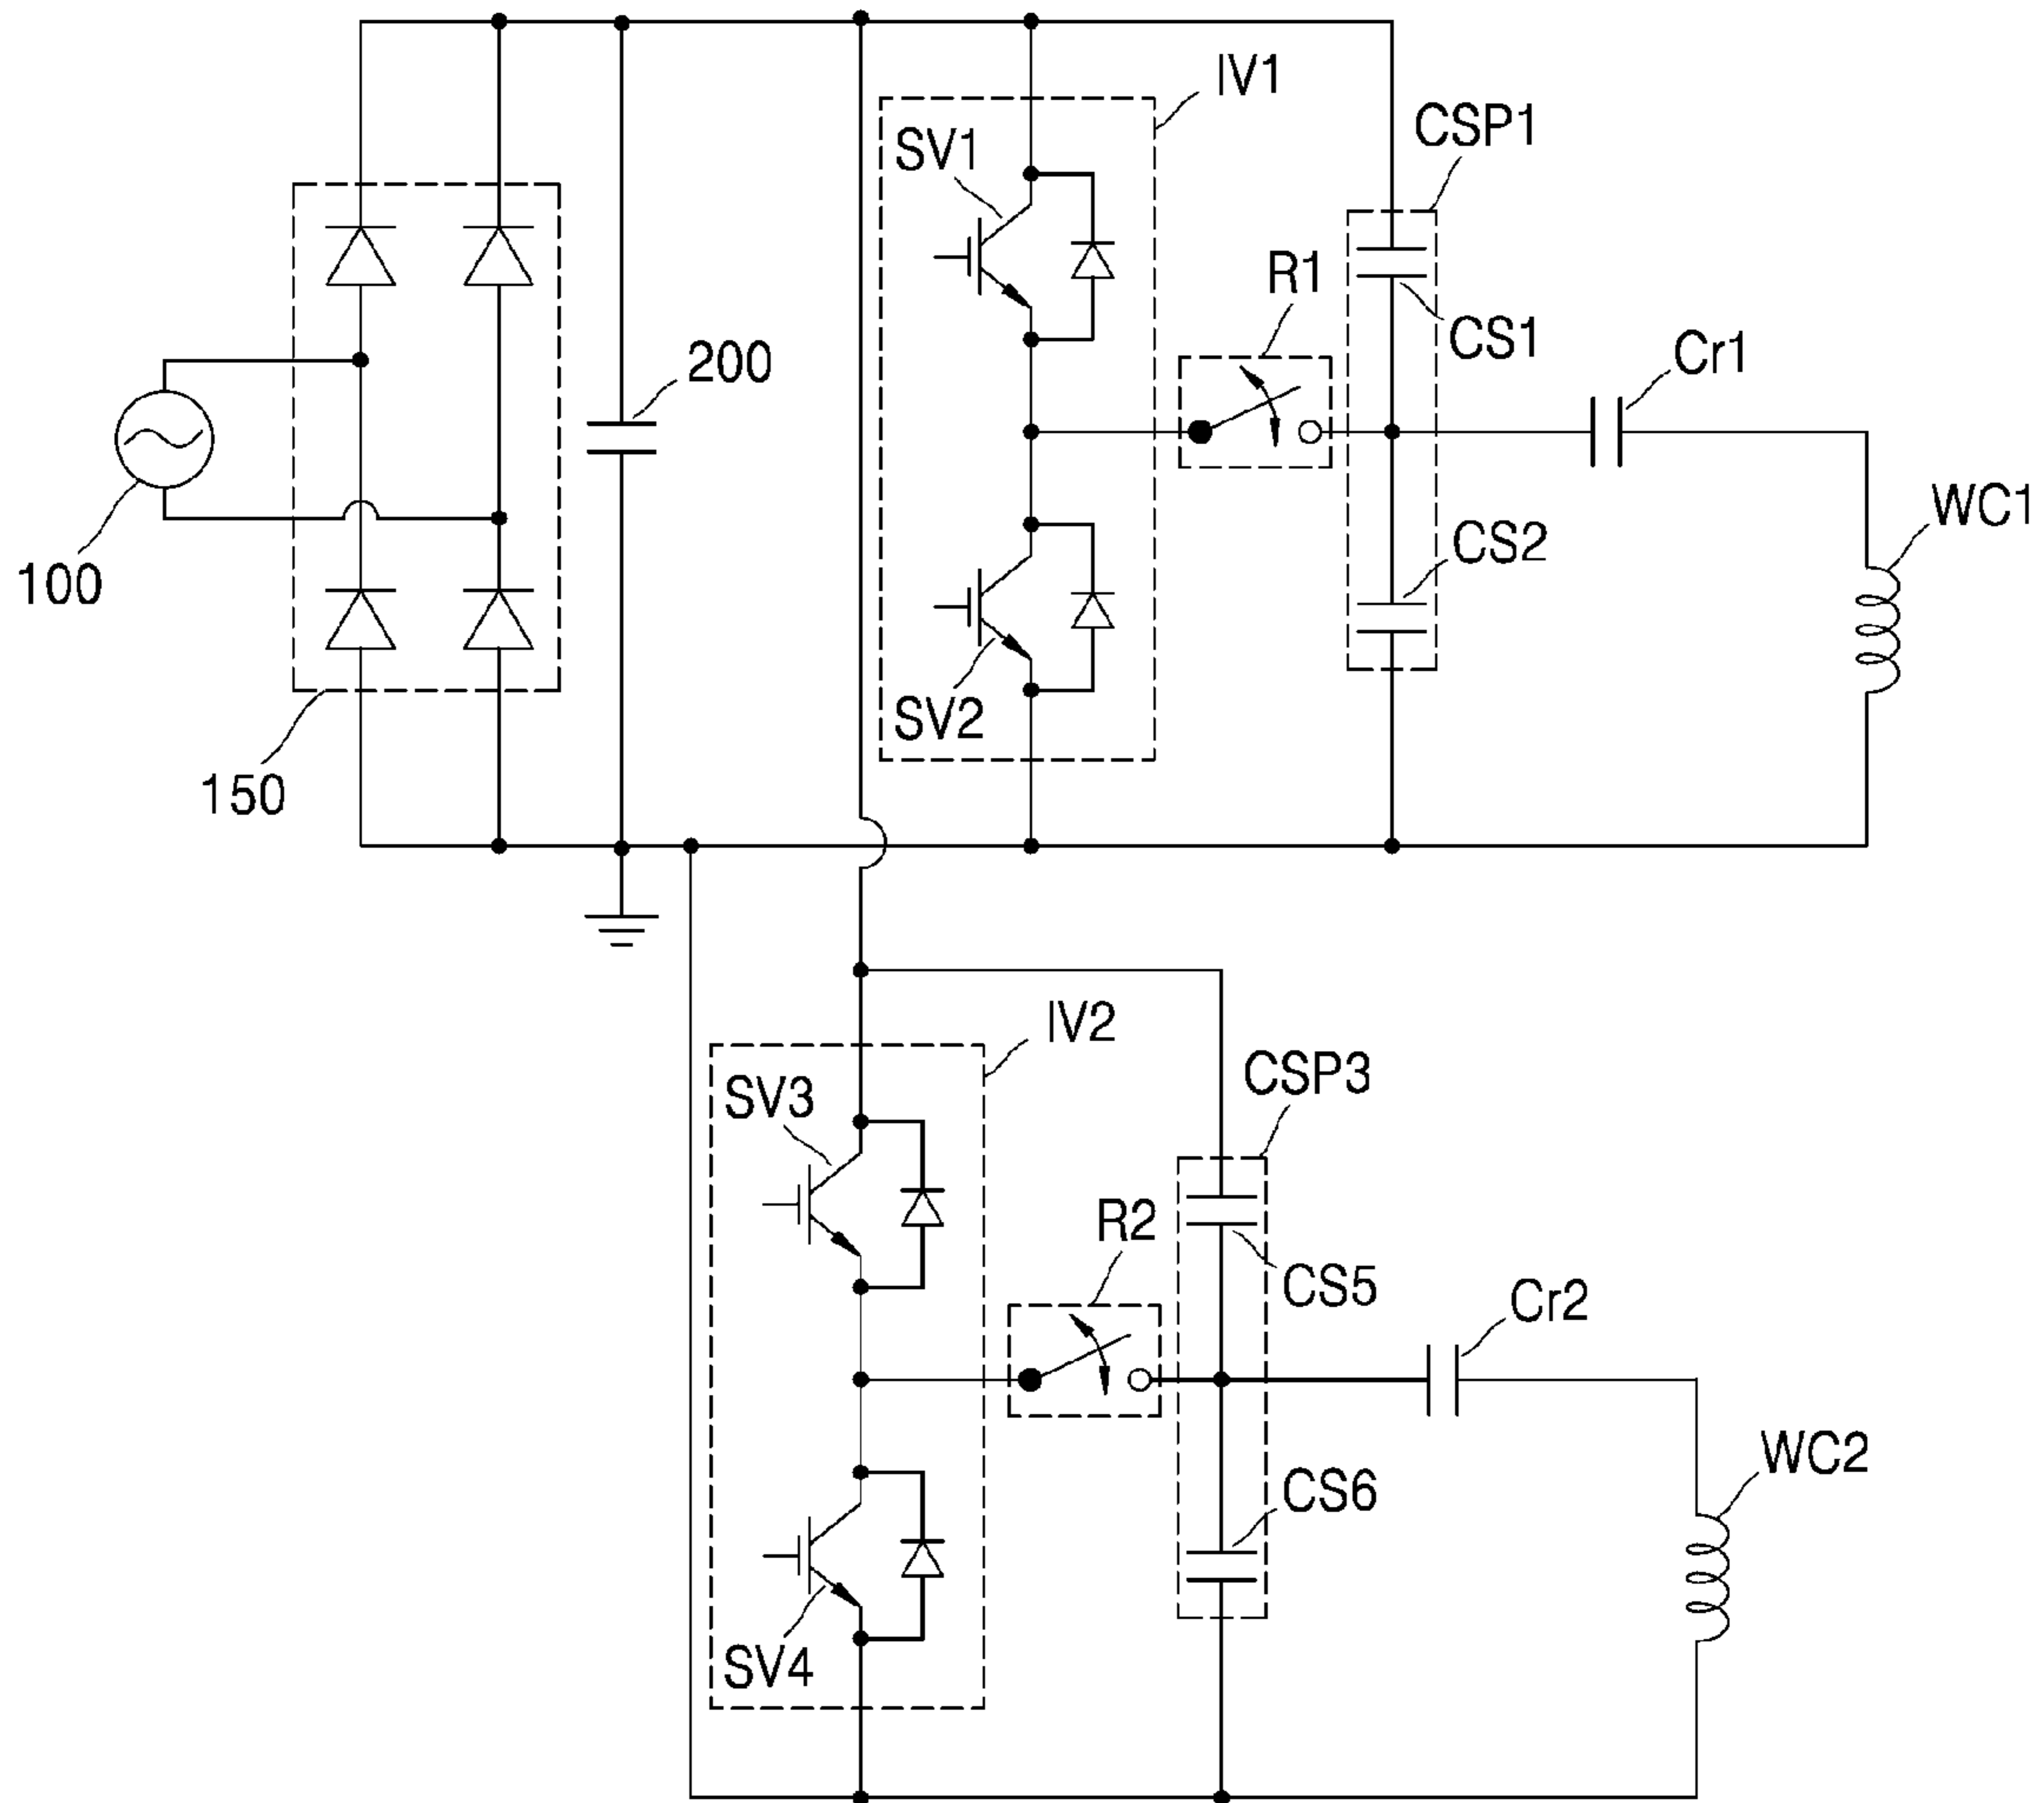 IV1
SV1
CSP1
R1
CS1
Cr1
200
100
CS2
WC1
SV2
150
IV2
SV3
CSP3
R2
CS5
Cr2
WC2
CS6
SV4